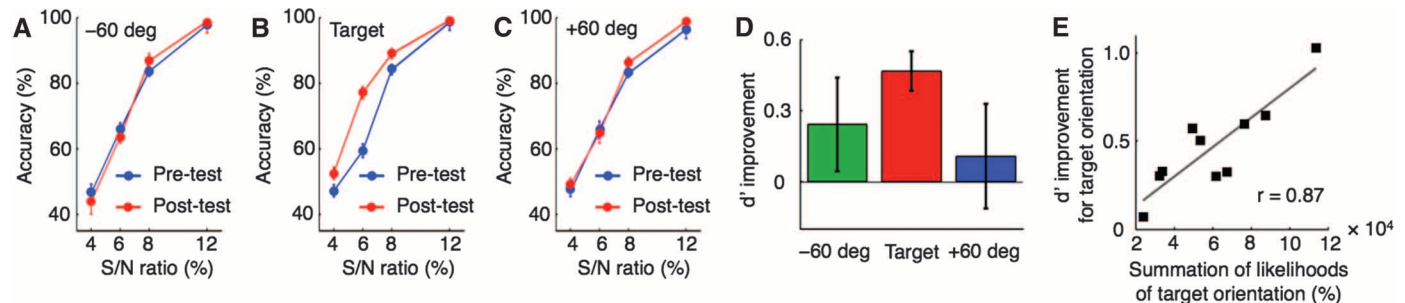 A
–60 deg
100
80
60
40
Accuracy (%)
Pre-test
Post-test
4 6 8 12
S/N ratio (%)
B
Target
100
80
60
40
Accuracy (%)
Pre-test
Post-test
4 6 8 12
S/N ratio (%)
C
+60 deg
100
80
60
40
Accuracy (%)
Pre-test
Post-test
4 6 8 12
S/N ratio (%)
D
0.6
0.3
0
d' improvement
–60 deg Target +60 deg
E
1.0
0.5
0
d' improvement
for target orientation
r = 0.87
2 4 6 8 10 12 × 10⁴
Summation of likelihoods
of target orientation (%)